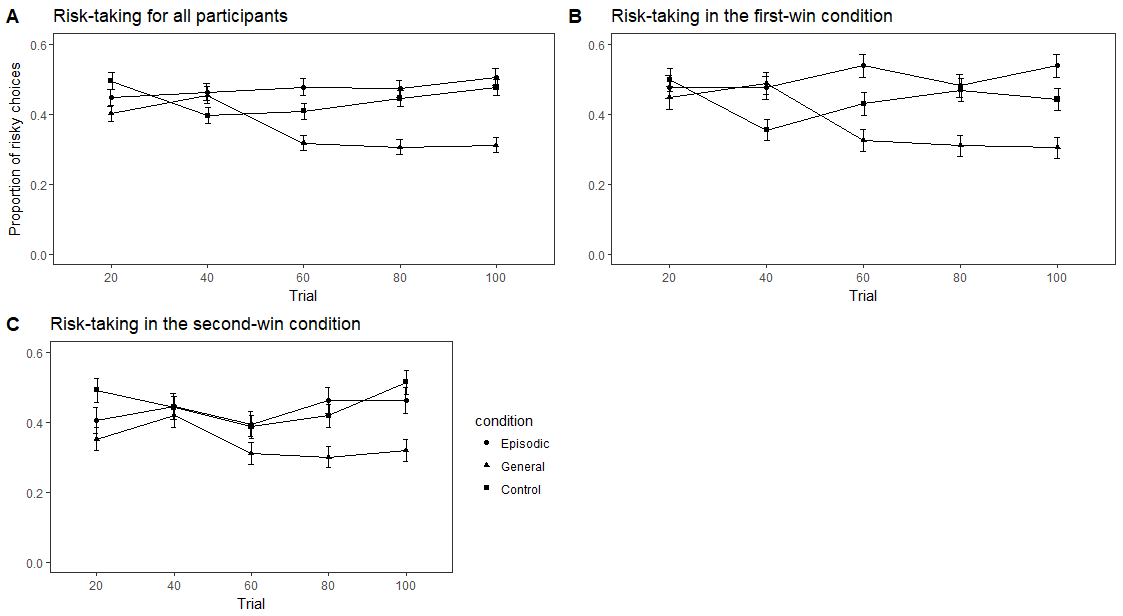 A Risk-taking for all participants
Proportion of risky choices
0.6
0.4
0.2
0.0
20 40 60 80 100
Trial
B Risk-taking in the first-win condition
0.6
0.4
0.2
0.0
20 40 60 80 100
Trial
C Risk-taking in the second-win condition
0.6
0.4
0.2
0.0
20 40 60 80 100
Trial
condition
Episodic
General
Control